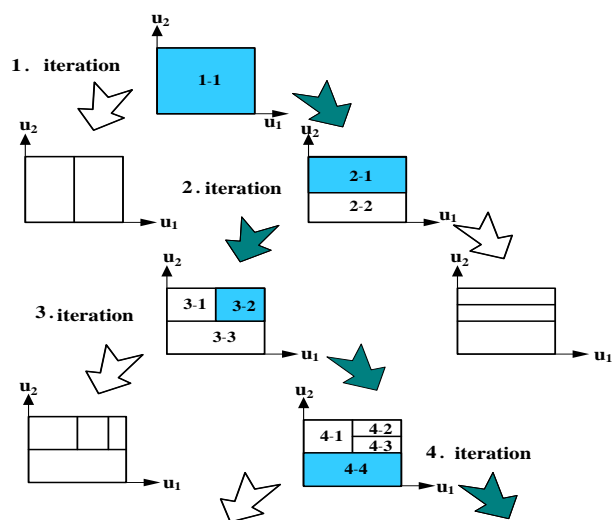 u2
1. iteration
1-1
u1
u2
u2
2-1
2. iteration
2-2
u1
u1
u2
u2
3-1
3-2
3. iteration
3-3
u1
u1
u2
u2
4-1
4-2
4-3
4. iteration
4-4
u1
u1